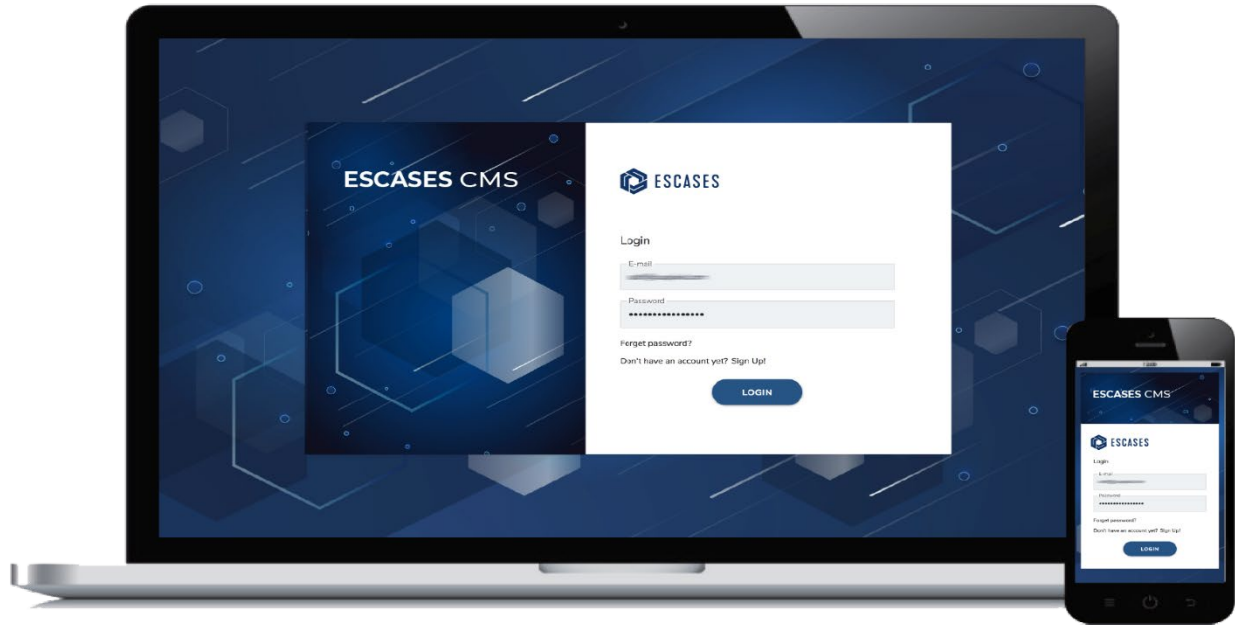 ESCASES CMS
ESCASES
Login
E-mail
Password
Forget password?
Don't have an account yet? Sign Up!
LOGIN
ESCASES CMS
ESCASES
Login
E-mail
Password
Forget password?
Don't have an account yet? Sign Up!
LOGIN